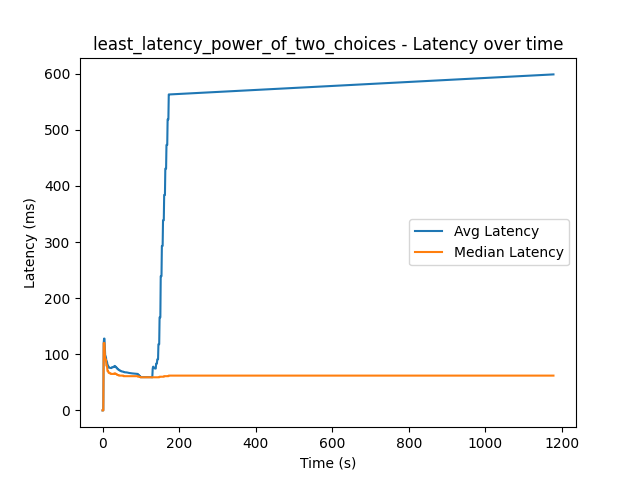 least_latency_power_of_two_choices - Latency over time
600
500
400
300
200
100
0
Latency (ms)
Avg Latency
Median Latency
0 200 400 600 800 1000 1200
Time (s)